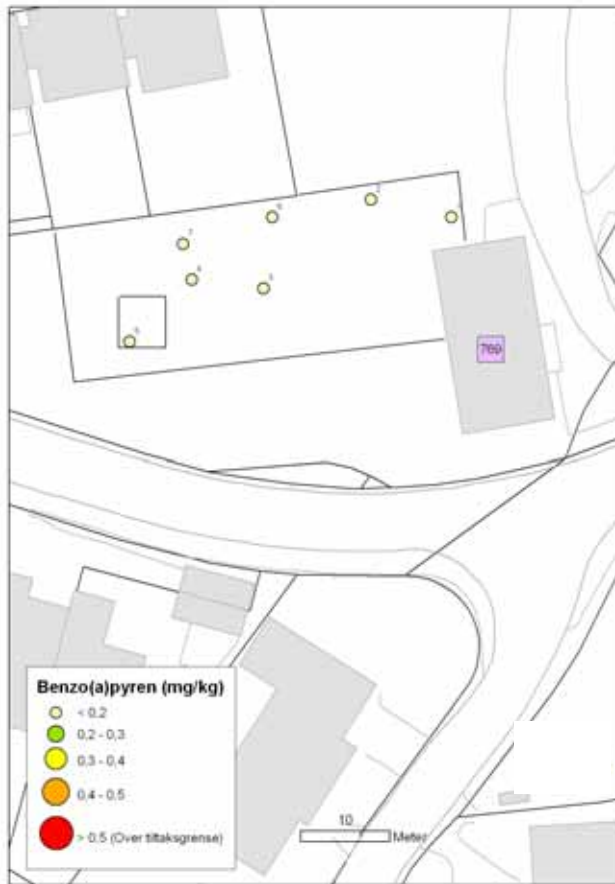 7
769
Benzo(a)pyren (mg/kg)
< 0.2
0,2 - 0,3
0,3 - 0,4
0,4 - 0,5
> 0.5 (Over tiltaksgrense)
10
Meter